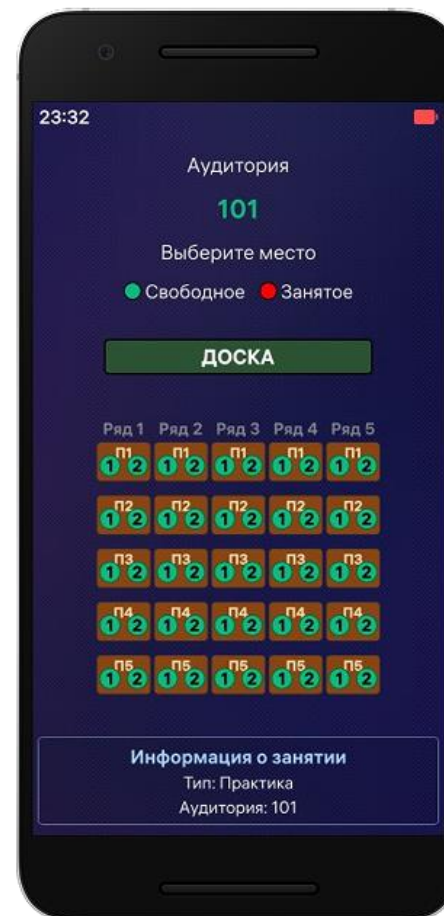 23:32
Аудитория
101
Выберите место
Свободное Занятое
ДОСКА
Ряд 1 Ряд 2 Ряд 3 Ряд 4 Ряд 5
П1 П1 П1 П1 П1
1 2 1 2 1 2 1 2 1 2
П2 П2 П2 П2 П2
1 2 1 2 1 2 1 2 1 2
П3 П3 П3 П3 П3
1 2 1 2 1 2 1 2 1 2
П4 П4 П4 П4 П4
1 2 1 2 1 2 1 2 1 2
П5 П5 П5 П5 П5
1 2 1 2 1 2 1 2 1 2
Информация о занятии
Тип: Практика
Аудитория: 101